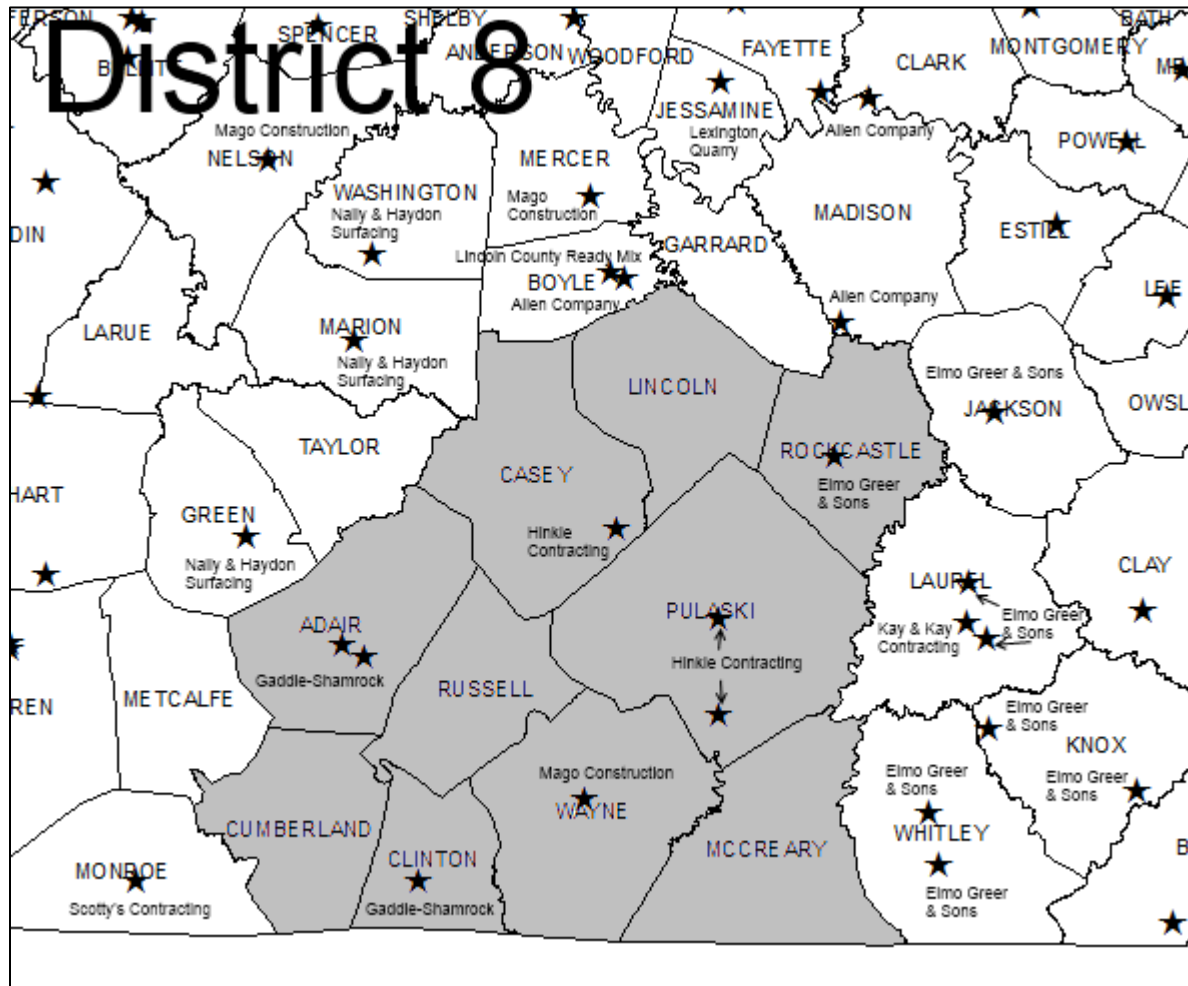 District 8
SPENCER
SHELBY
ANDERSON
WOODFORD
FAYETTE
CLARK
MONTGOMERY
BATH
JESSAMINE
Lexington
Quarry
Allen Company
POWELL
Mago Construction
NELSON
WASHINGTON
Nally & Haydon
Surfacing
MERCER
Mago
Construction
MADISON
ESTILL
DIN
GARRARD
Lincoln County Ready Mix
BOYLE
Allen Company
Allen Company
LEE
LARUE
MARION
Nally & Haydon
Surfacing
LINCOLN
Elmo Greer & Sons
JACKSON
OWSL
TAYLOR
CASEY
ROCKCASTLE
Elmo Greer
& Sons
HART
GREEN
Nally & Haydon
Surfacing
Hinkle
Contracting
LAUREL
CLAY
ADAIR
Gaddie-Shamrock
PULASKI
Hinkle Contracting
Kay & Kay
Contracting
Elmo Greer
& Sons
REN
METCALFE
RUSSELL
Elmo Greer
& Sons
KNOX
Elmo Greer
& Sons
Mago Construction
WAYNE
Elmo Greer
& Sons
WHITLEY
Elmo Greer
& Sons
CUMBERLAND
CLINTON
Gaddie-Shamrock
MCCREARY
B
MONROE
Scotty's Contracting